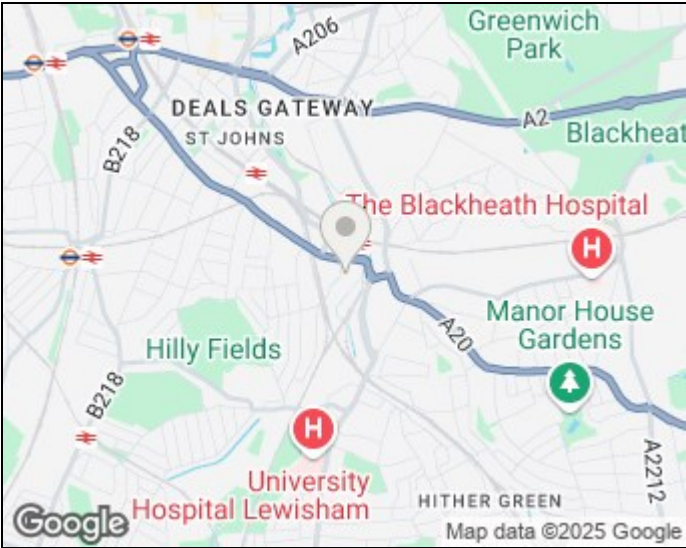 Greenwich
Park
A206
DEALS GATEWAY
A2
ST JOHNS
B218
Blackheat
The Blackheath Hospital
H
Manor House
Gardens
A20
Hilly Fields
B218
H
A2212
University
Hospital Lewisham
HITHER GREEN
Google
Map data ©2025 Google